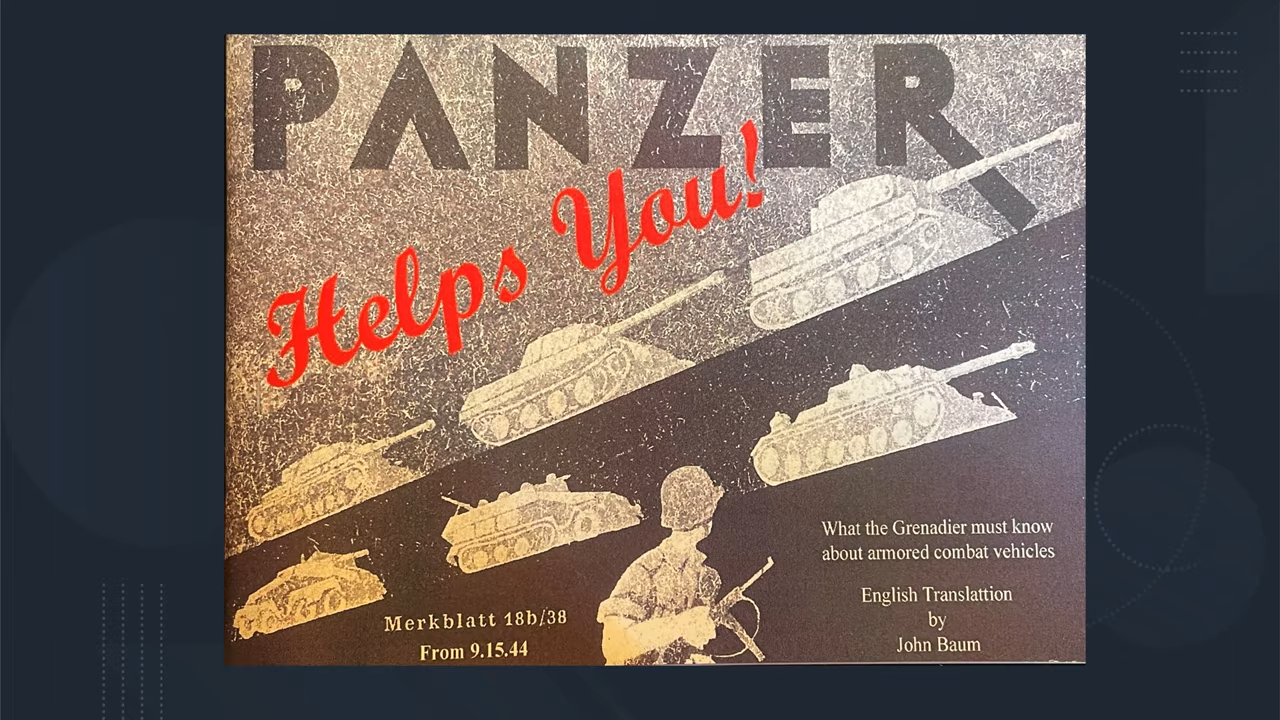 PANZER
Helps You!
What the Grenadier must know
about armored combat vehicles
English Translattion
by
John Baum
Merkblatt 18b/38
From 9.15.44